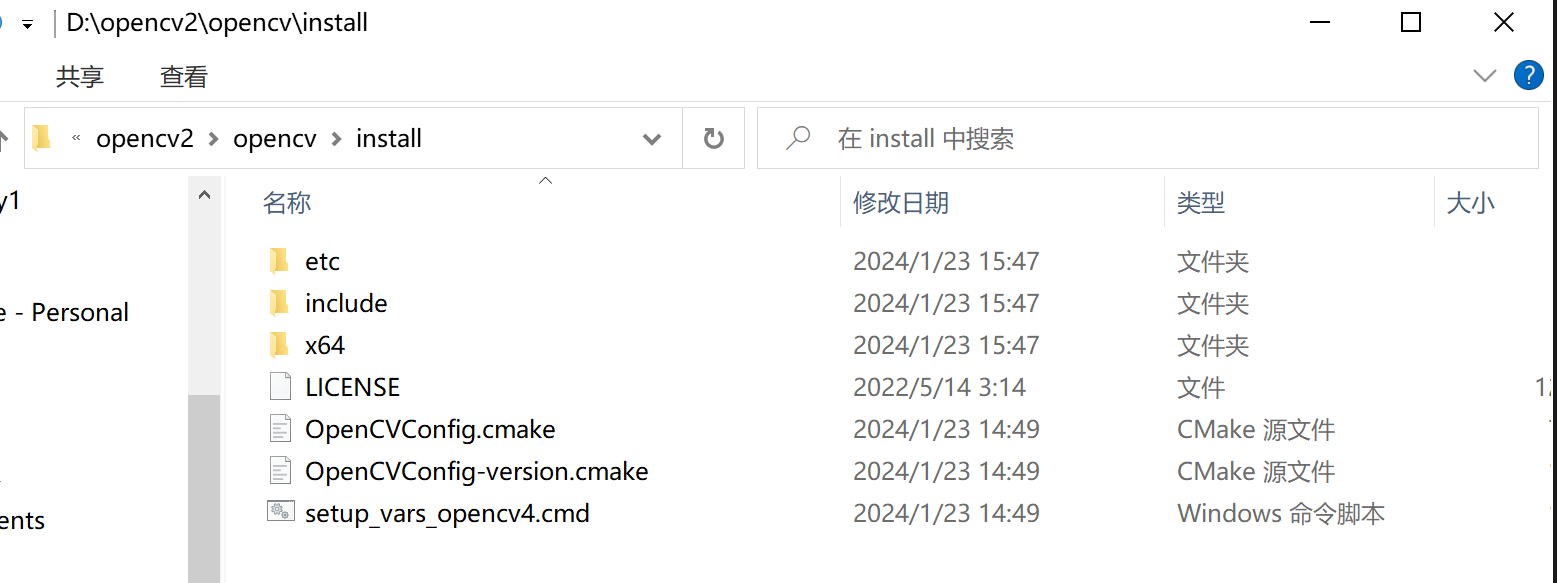 D:\opencv2\opencv\install
共享 查看
« opencv2 > opencv > install 在 install 中搜索
名称 修改日期 类型 大小
etc 2024/1/23 15:47 文件夹
include 2024/1/23 15:47 文件夹
x64 2024/1/23 15:47 文件夹
LICENSE 2022/5/14 3:14 文件
OpenCVConfig.cmake 2024/1/23 14:49 CMake 源文件
OpenCVConfig-version.cmake 2024/1/23 14:49 CMake 源文件
setup_vars_opencv4.cmd 2024/1/23 14:49 Windows 命令脚本
y1
e - Personal
ents